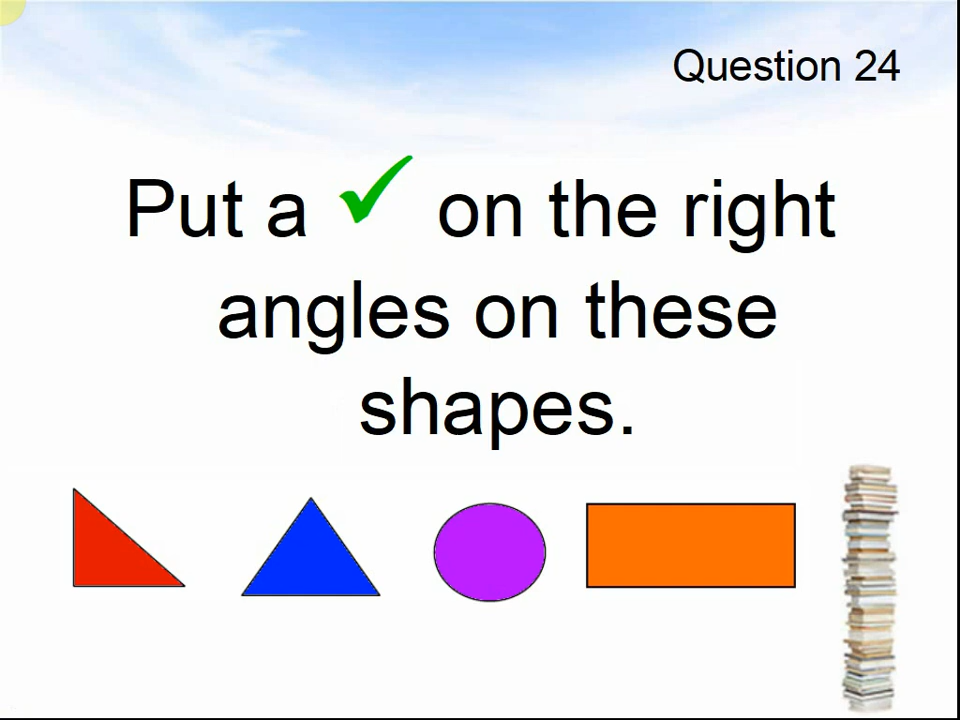 Question 24
Put a ✓ on the right
angles on these
shapes.